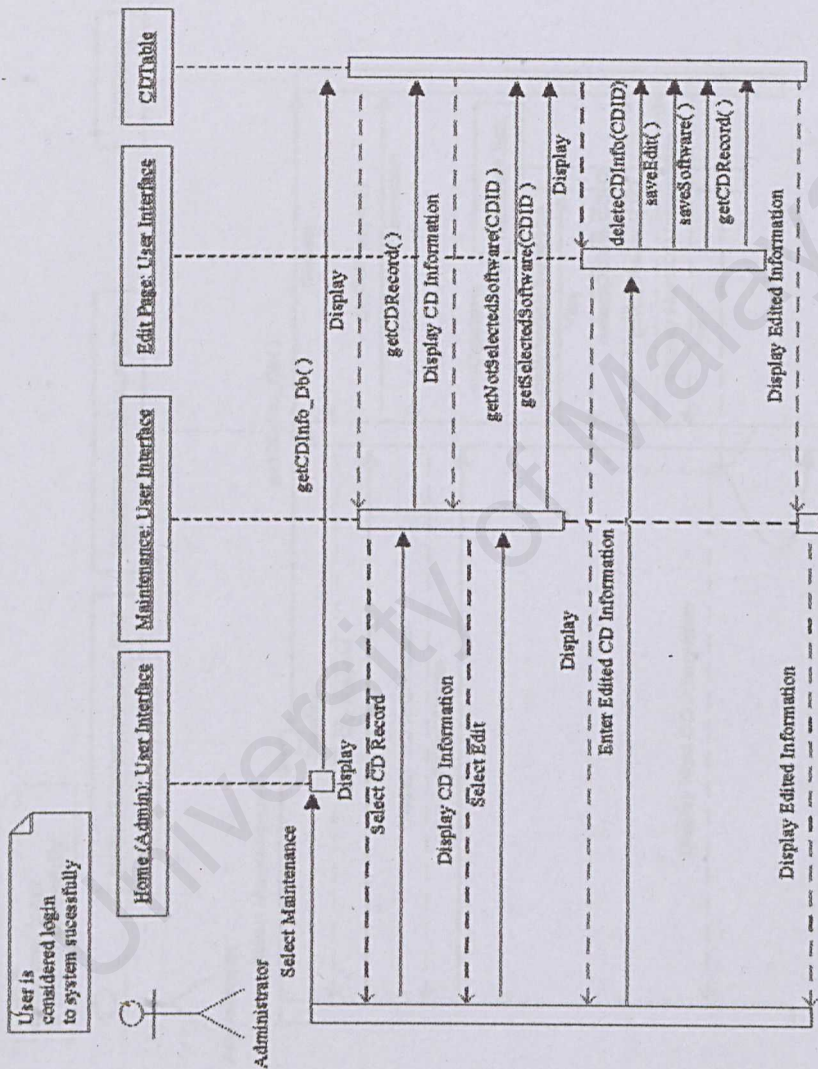 User is
considered login
to system sucessfully
Administrator
Home (Admin): User Interface
Maintenance: User Interface
Edit Page: User Interface
CDTable
Select Maintenance
getCDInfo_Db( )
Display
Display
Select CD Record
getCDRecord( )
Display CD Information
Display CD Information
Select Edit
getNotSelectedSoftware(CDID )
getSelectedSoftware(CDID )
Display
Display
Enter Edited CD Information
deleteCDInfo(CDID)
saveEdit( )
saveSoftware( )
getCDRecord( )
Display Edited Information
Display Edited Information
University of Malaya